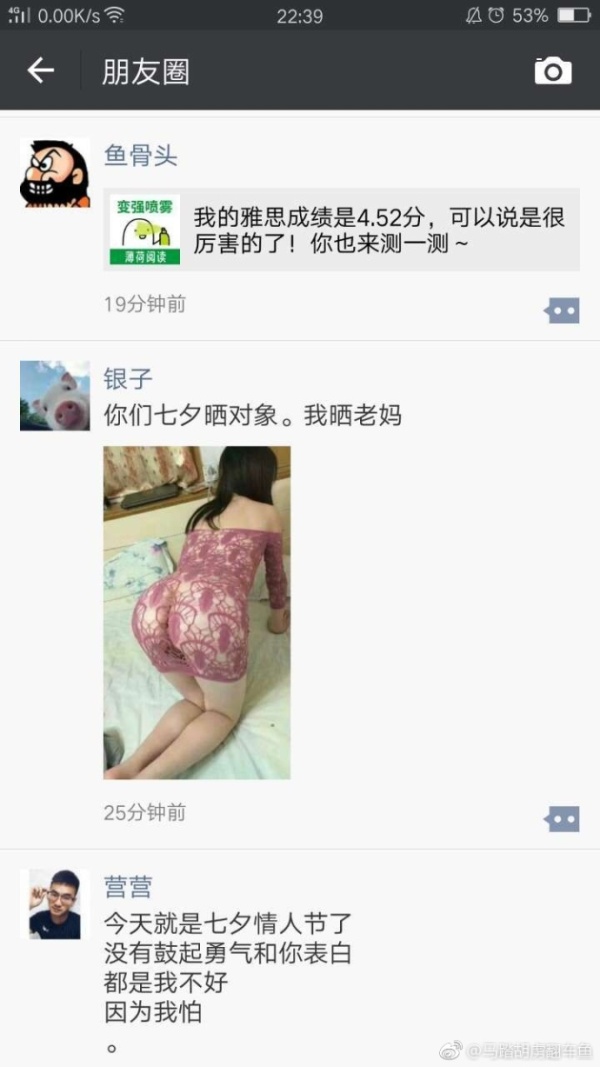 4G 0.00K/s 22:39 53%
朋友圈
鱼骨头
变强喷雾
薄荷阅读
我的雅思成绩是4.52分，可以说是很
厉害的了！你也来测一测～
19分钟前
银子
你们七夕晒对象。我晒老妈
25分钟前
营营
今天就是七夕情人节了
没有鼓起勇气和你表白
都是我不好
因为我怕
。